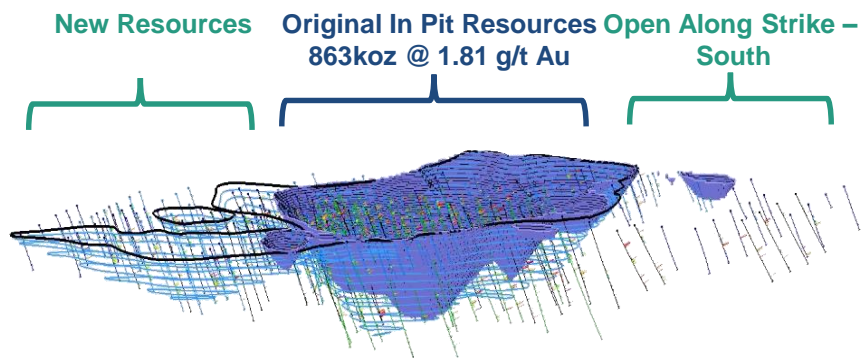 New Resources
Original In Pit Resources
863koz @ 1.81 g/t Au
Open Along Strike –
South